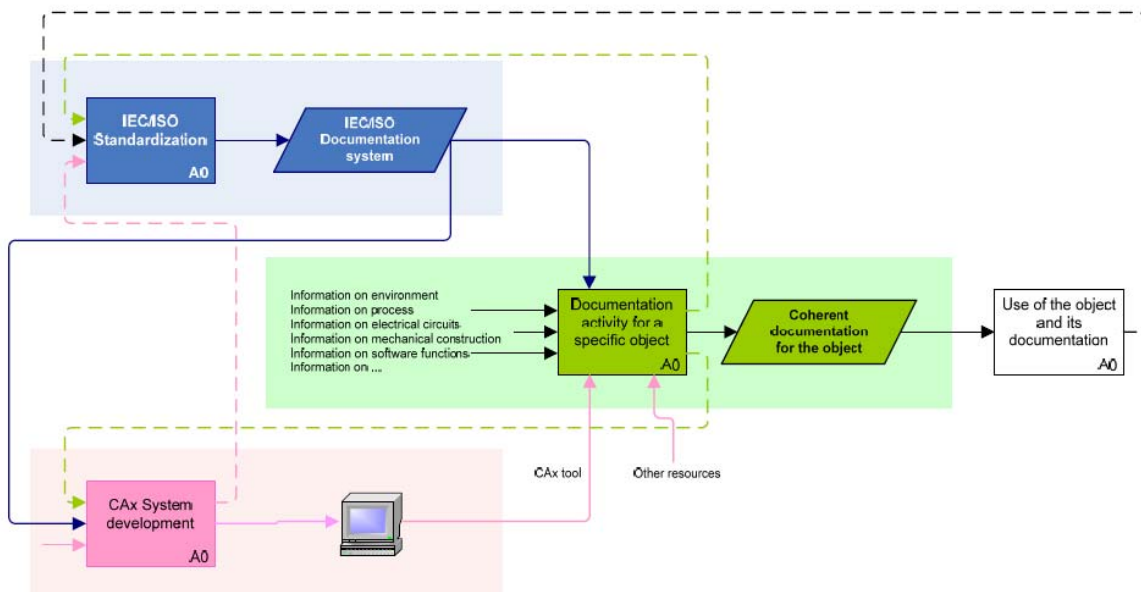 IEC/ISO
Standardization
A0
IEC/ISO
Documentation
system
Information on environment
Information on process
Information on electrical circuits
Information on mechanical construction
Information on software functions
Information on ...
Documentation
activity for a
specific object
A0
Coherent
documentation
for the object
Use of the object
and its
documentation
A0
CAx tool
Other resources
CAx System
development
A0